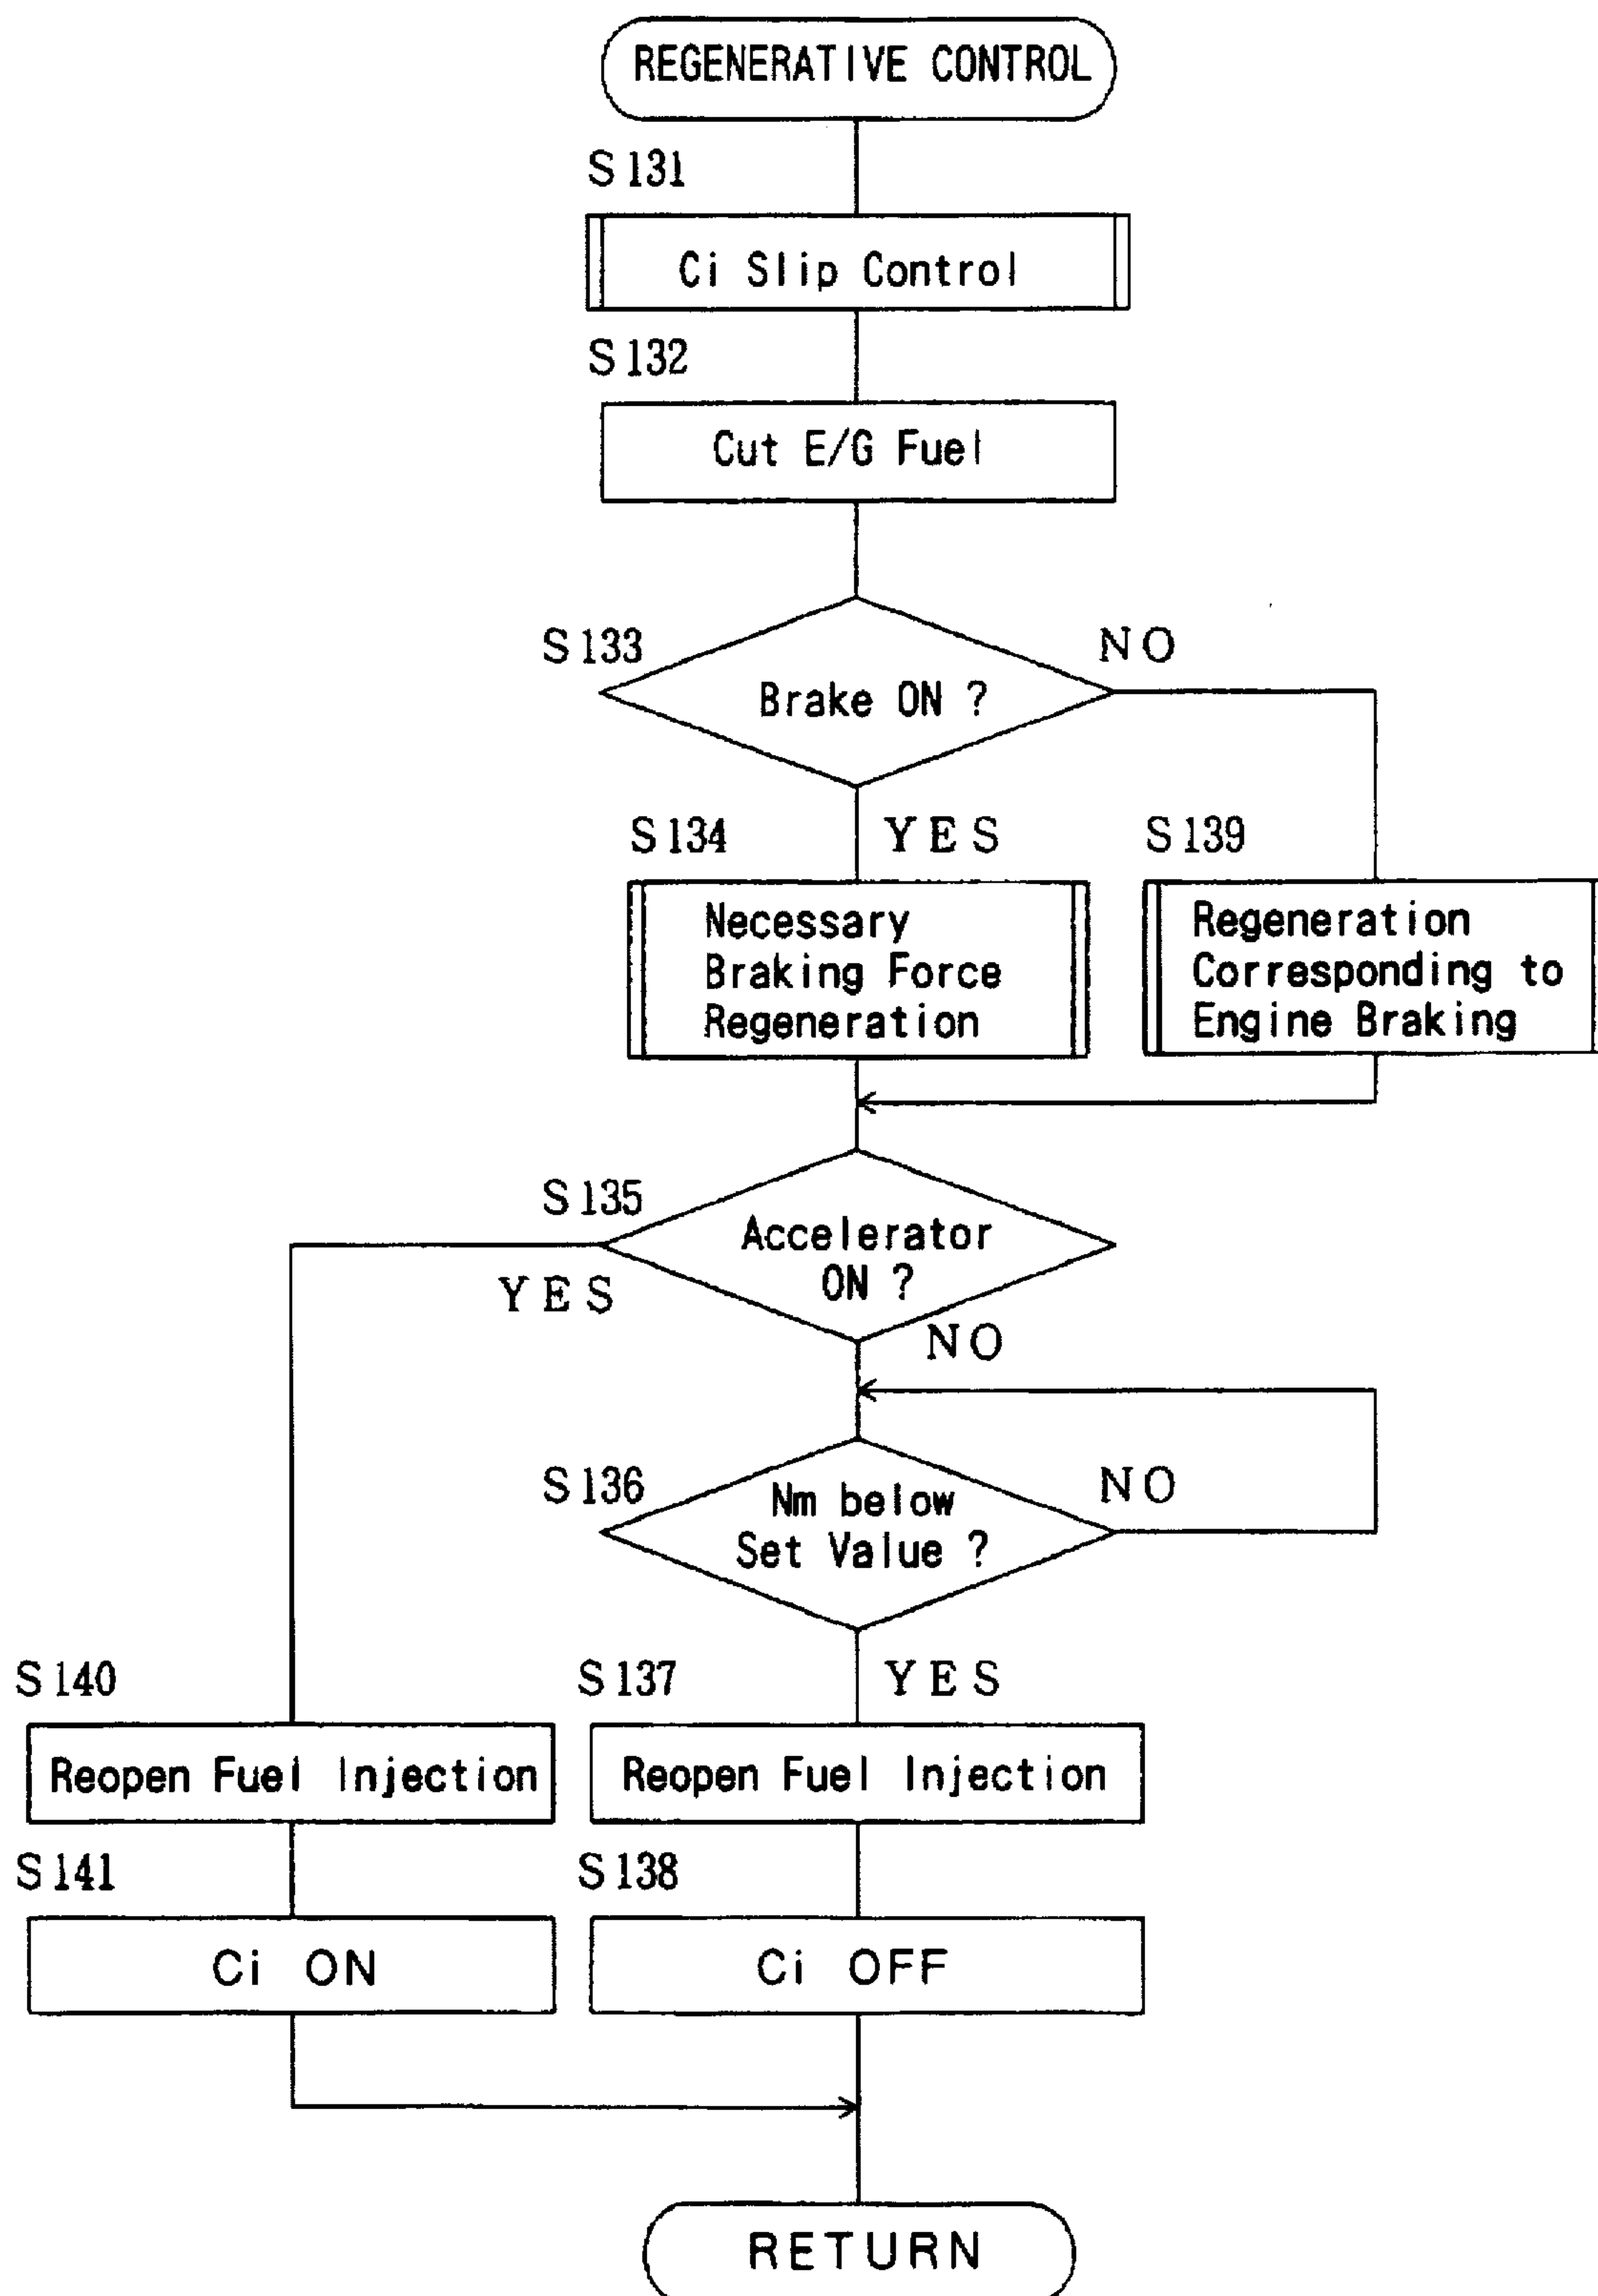 REGENERATIVE CONTROL
S131
Ci Slip Control
S132
Cut E/G Fuel
S133
Brake ON ?
NO
S134
YES
S139
Necessary
Braking Force
Regeneration
Regeneration
Corresponding to
Engine Braking
S135
Accelerator
ON ?
YES
NO
S136
Nm below
Set Value ?
NO
S140
S137
YES
Reopen Fuel Injection
Reopen Fuel Injection
S141
S138
Ci ON
Ci OFF
RETURN